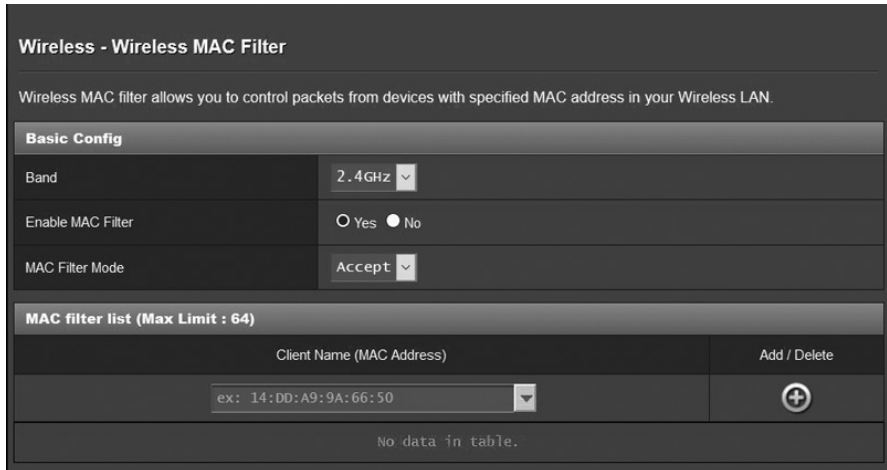 Wireless - Wireless MAC Filter
Wireless MAC filter allows you to control packets from devices with specified MAC address in your Wireless LAN.
Basic Config
Band 2.4GHz
Enable MAC Filter Yes No
MAC Filter Mode Accept
MAC filter list (Max Limit : 64)
Client Name (MAC Address) Add / Delete
ex: 14:DD:A9:9A:66:50
No data in table.